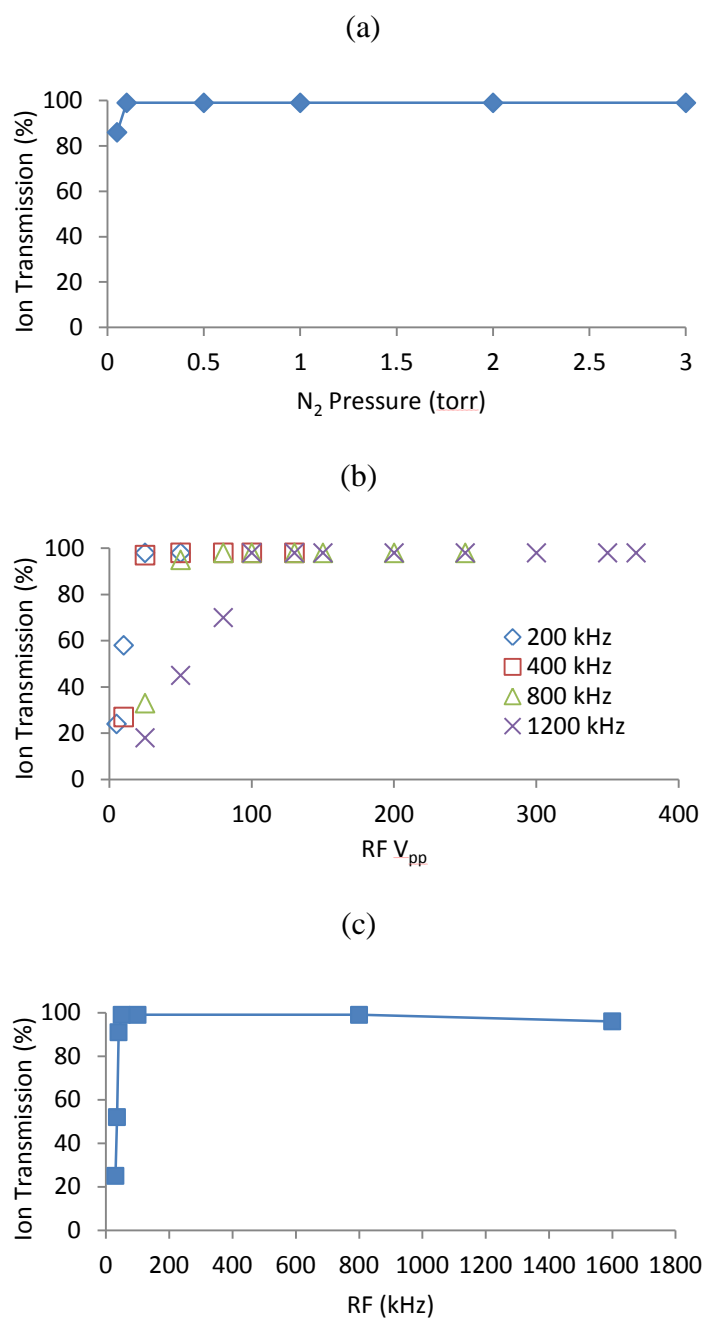 (a)
Ion Transmission (%)
100
80
60
40
20
0
0 0.5 1 1.5 2 2.5 3
N₂ Pressure (torr)
(b)
Ion Transmission (%)
100
80
60
40
20
0
200 kHz
400 kHz
800 kHz
1200 kHz
0 100 200 300 400
RF Vpp
(c)
Ion Transmission (%)
100
80
60
40
20
0
0 200 400 600 800 1000 1200 1400 1600 1800
RF (kHz)